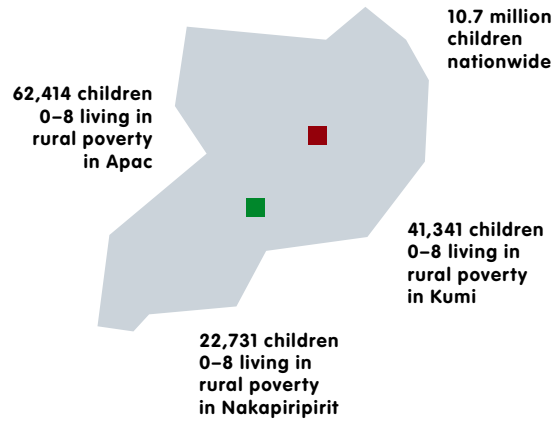 10.7 million
children
nationwide
62,414 children
0–8 living in
rural poverty
in Apac
41,341 children
0–8 living in
rural poverty
in Kumi
22,731 children
0–8 living in
rural poverty
in Nakapiripirit